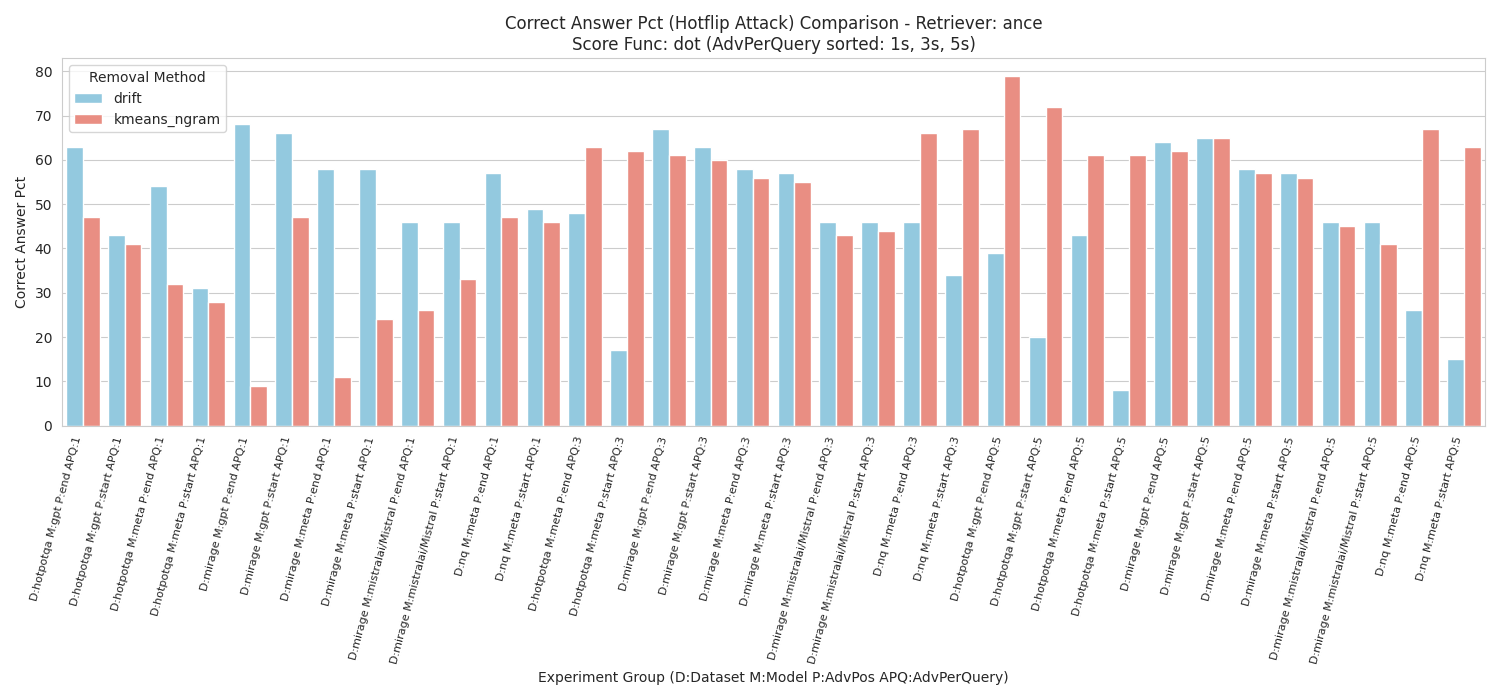 Correct Answer Pct (Hotflip Attack) Comparison - Retriever: ance
Score Func: dot (AdvPerQuery sorted: 1s, 3s, 5s)
Removal Method
drift
kmeans_ngram
Correct Answer Pct
80
70
60
50
40
30
20
10
0
D:hotpotqa M:gpt P:end APQ:1
D:hotpotqa M:gpt P:start APQ:1
D:hotpotqa M:meta P:end APQ:1
D:hotpotqa M:meta P:start APQ:1
D:mirage M:gpt P:end APQ:1
D:mirage M:gpt P:start APQ:1
D:mirage M:meta P:end APQ:1
D:mirage M:meta P:start APQ:1
D:mirage M:mistralai/Mistral P:end APQ:1
D:mirage M:mistralai/Mistral P:start APQ:1
D:nq M:meta P:end APQ:1
D:nq M:meta P:start APQ:1
D:hotpotqa M:meta P:end APQ:3
D:hotpotqa M:meta P:start APQ:3
D:mirage M:gpt P:end APQ:3
D:mirage M:gpt P:start APQ:3
D:mirage M:meta P:end APQ:3
D:mirage M:meta P:start APQ:3
D:mirage M:mistralai/Mistral P:end APQ:3
D:mirage M:mistralai/Mistral P:start APQ:3
D:nq M:meta P:end APQ:3
D:nq M:meta P:start APQ:3
D:hotpotqa M:gpt P:end APQ:5
D:hotpotqa M:gpt P:start APQ:5
D:hotpotqa M:meta P:end APQ:5
D:hotpotqa M:meta P:start APQ:5
D:mirage M:gpt P:end APQ:5
D:mirage M:gpt P:start APQ:5
D:mirage M:meta P:end APQ:5
D:mirage M:meta P:start APQ:5
D:mirage M:mistralai/Mistral P:end APQ:5
D:mirage M:mistralai/Mistral P:start APQ:5
D:nq M:meta P:end APQ:5
D:nq M:meta P:start APQ:5
Experiment Group (D:Dataset M:Model P:AdvPos APQ:AdvPerQuery)